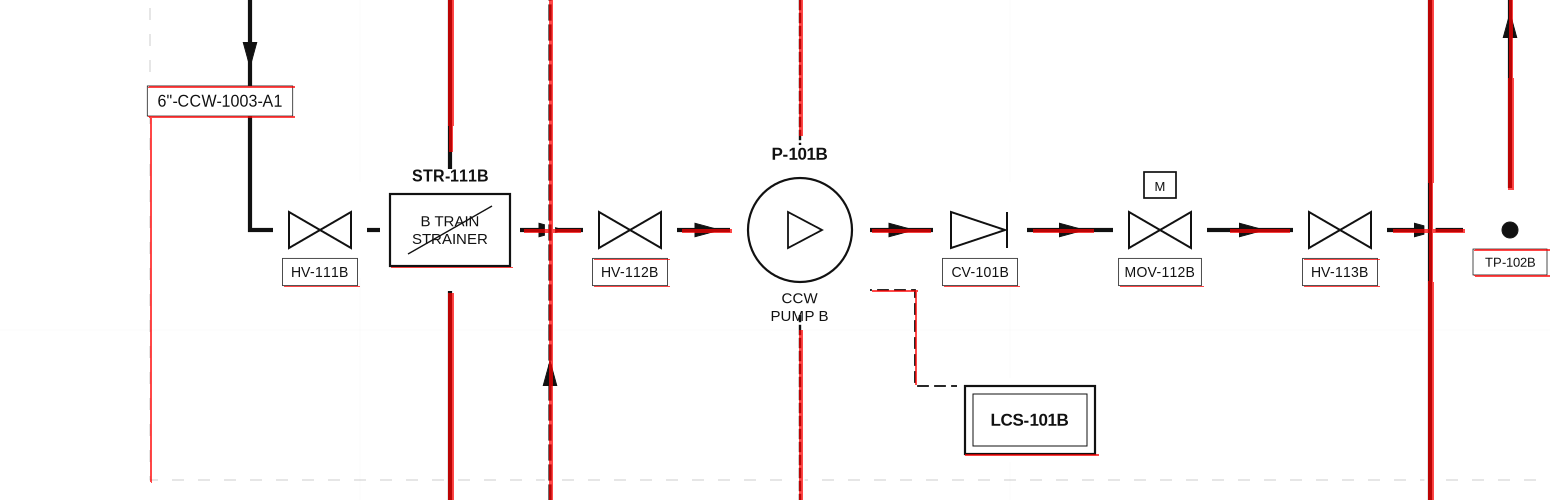 6"-CCW-1003-A1
P-101B
STR-111B
M
B TRAIN
STRAINER
HV-111B
HV-112B
CV-101B
MOV-112B
HV-113B
TP-102B
CCW
PUMP B
LCS-101B